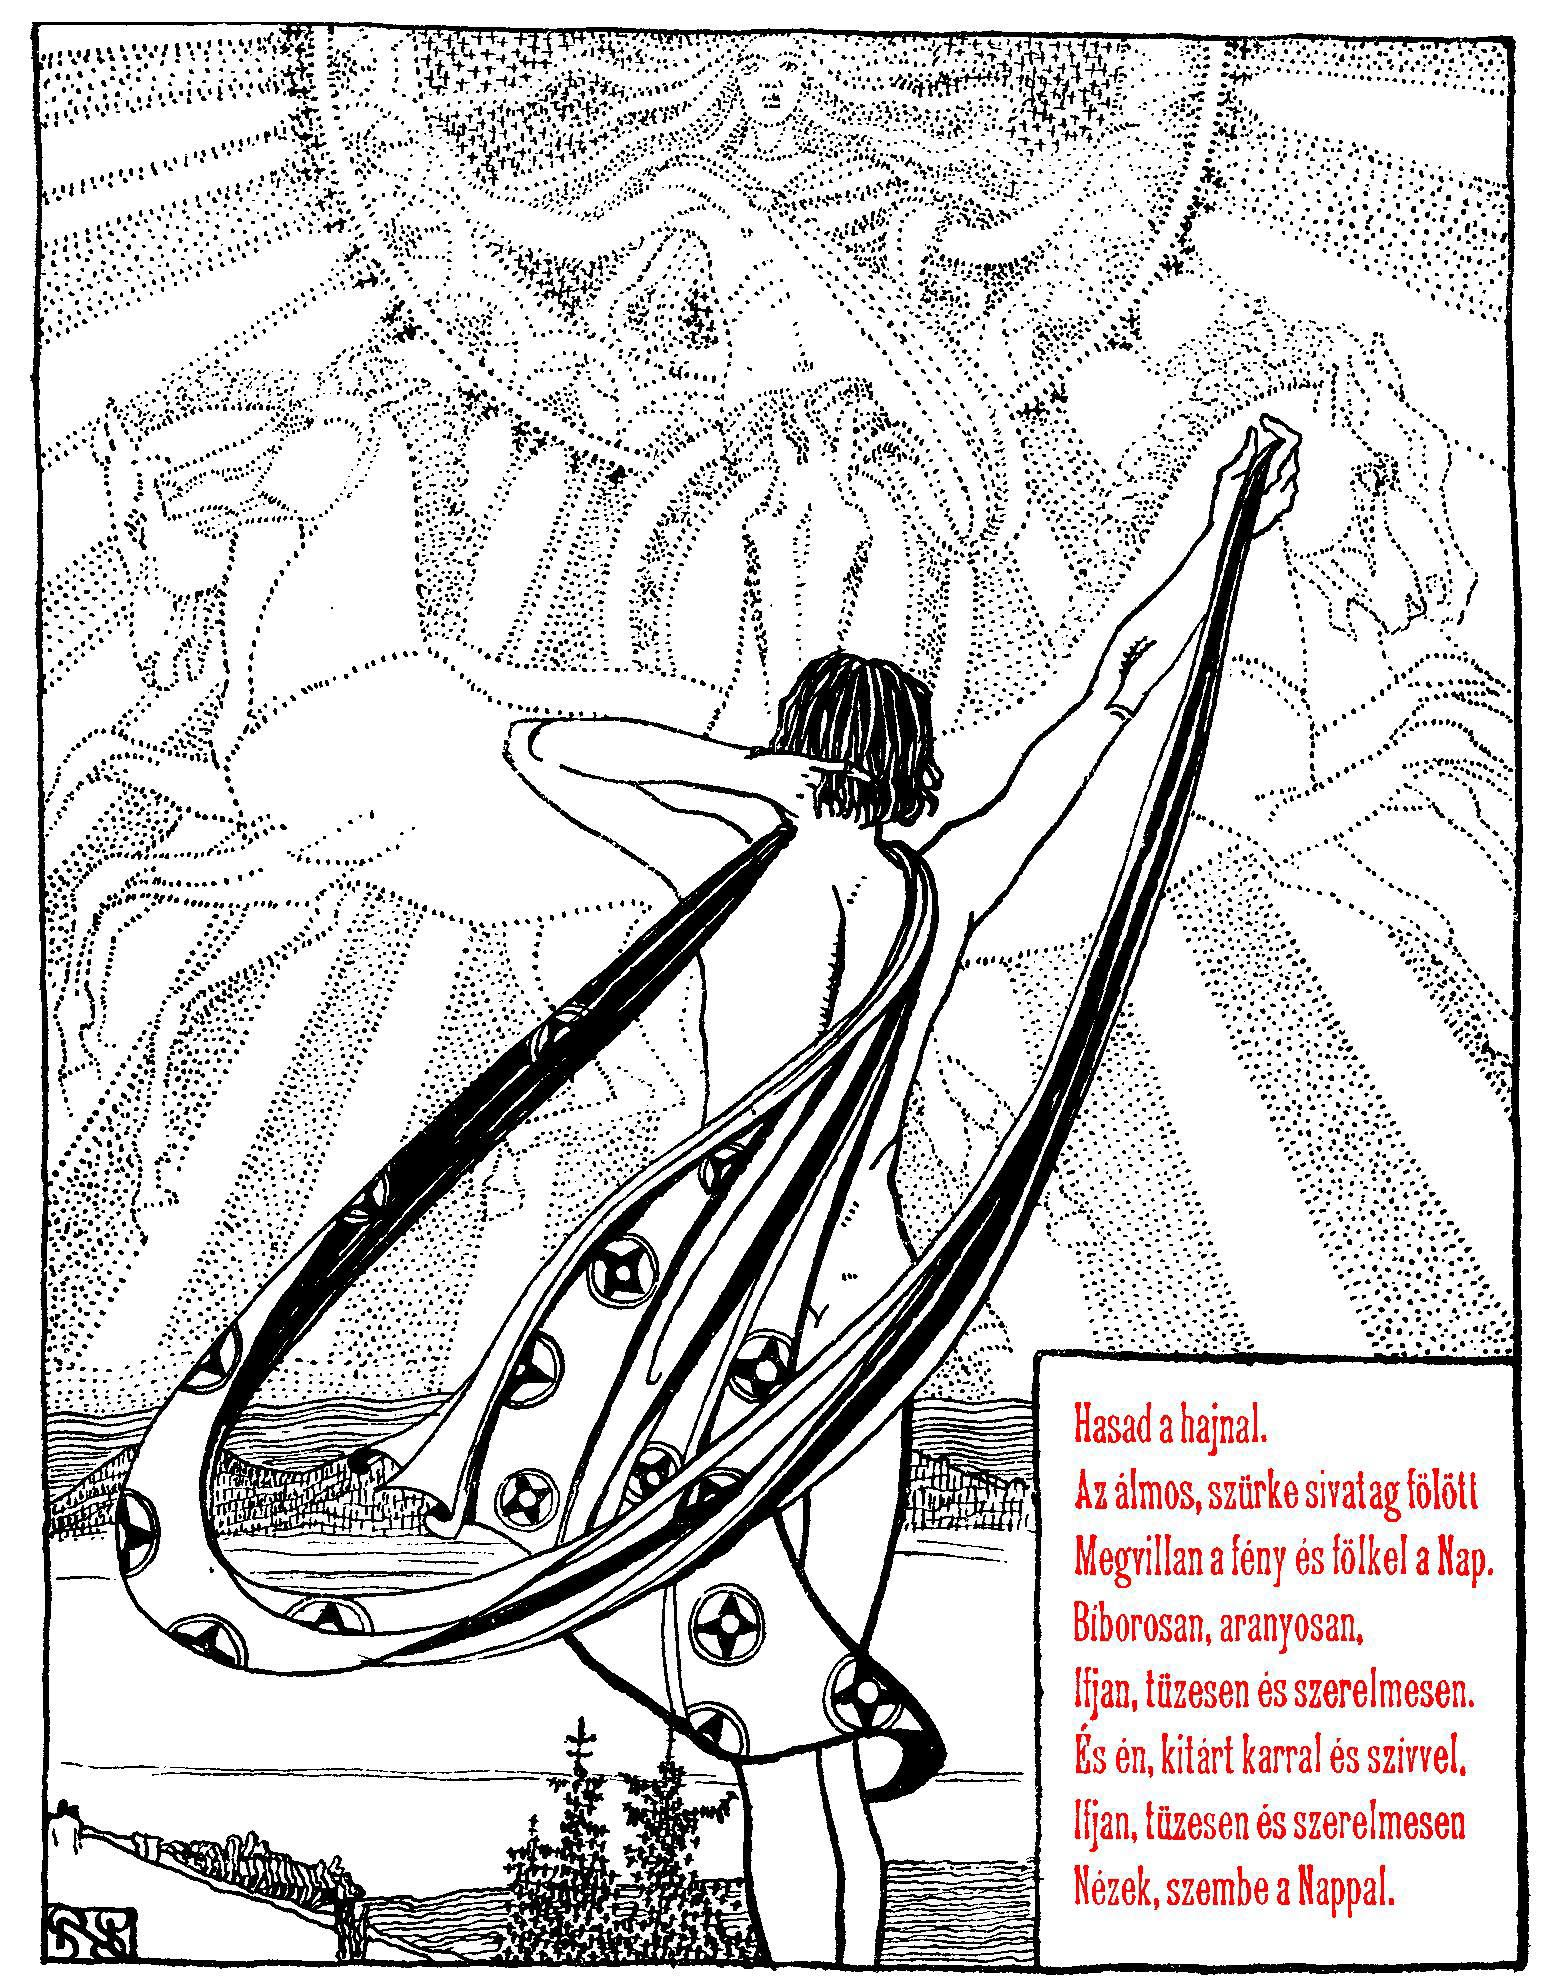 Hasad a hajnal.
Az álmos, szürke sivatag fölött
Megvillan a fény és fölkel a Nap.
Bíborosan, aranyosan,
Ifjan, tüzesen és szerelmesen.
És én, kitárt karral és szivvel,
Ifjan, tüzesen és szerelmesen
Nézek, szembe a Nappal.